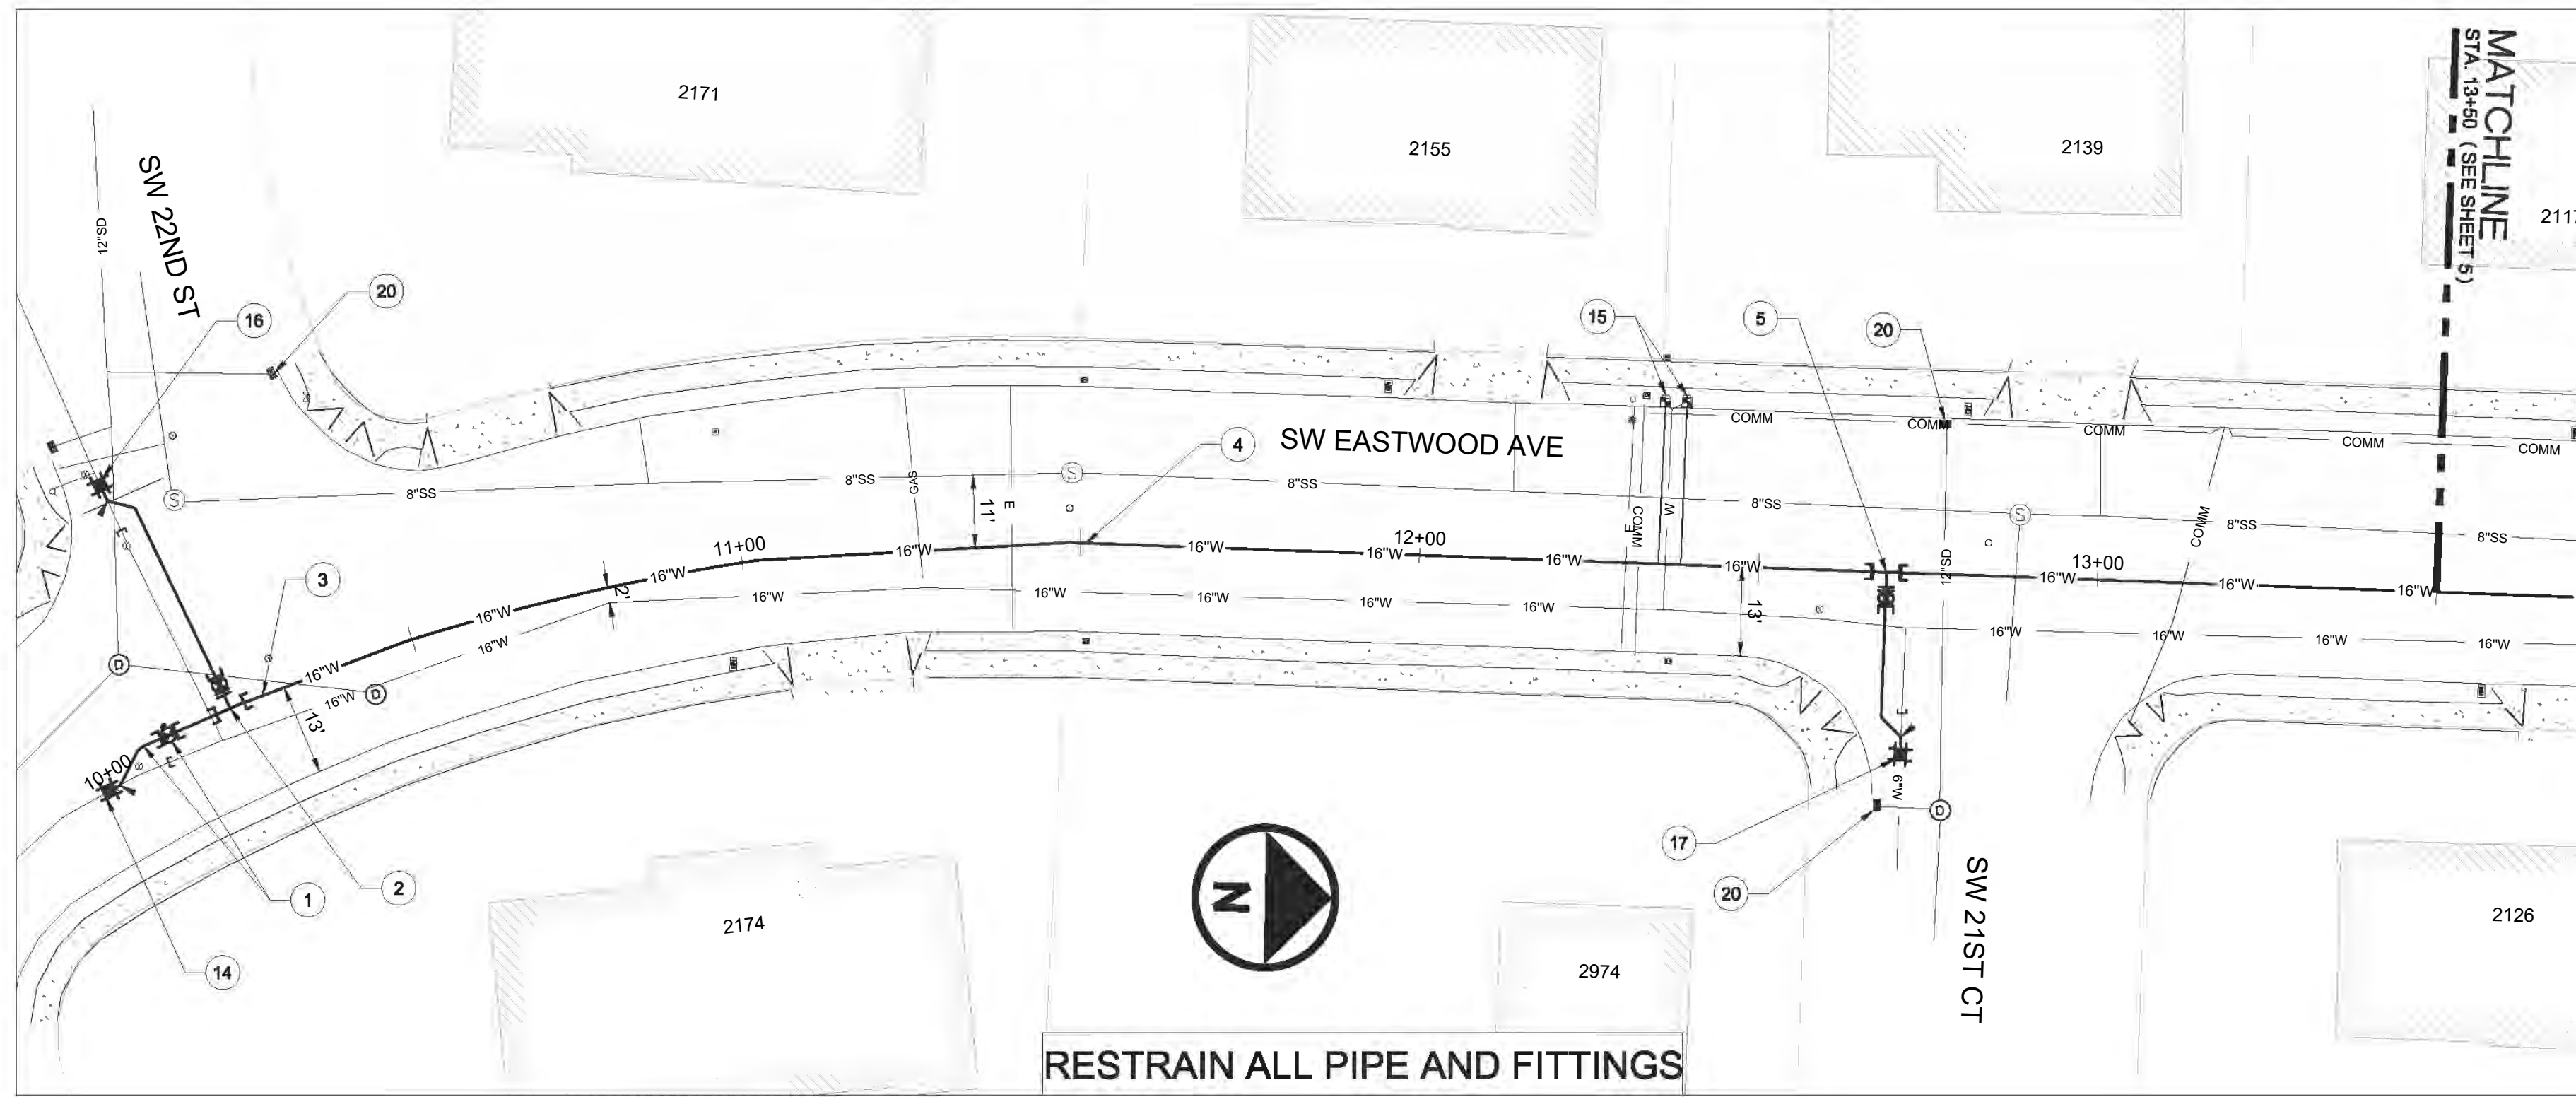 2171
2155
2139
2117
MATCHLINE
STA. 13+50 (SEE SHEET 5)
12"SD
SW 22ND ST
20
16
15
5
20
4
SW EASTWOOD AVE
COMM
COMM
COMM
COMM
COMM
8"SS
8"SS
8"SS
8"SS
8"SS
8"SS
GAS
E
11'
E
COMM
W
COMM
12"SD
11+00
12+00
13+00
16"W
16"W
16"W
16"W
16"W
16"W
16"W
16"W
16"W
16"W
16"W
16"W
2'
13'
3
16"W
16"W
16"W
16"W
16"W
16"W
16"W
16"W
16"W
16"W
16"W
D
D
S
S
S
13'
10+00
6"W
D
17
20
1
2
14
2174
N
2974
SW 21ST CT
2126
RESTRAIN ALL PIPE AND FITTINGS